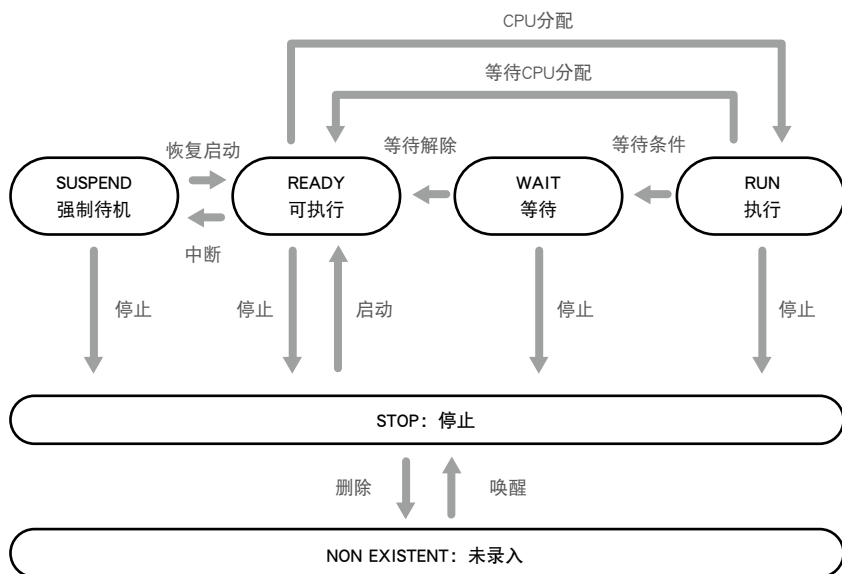 CPU分配
等待CPU分配
恢复启动
等待解除
等待条件
SUSPEND
强制待机
READY
可执行
WAIT
等待
RUN
执行
中断
停止
停止
启动
停止
停止
STOP：停止
删除
唤醒
NON EXISTENT：未录入